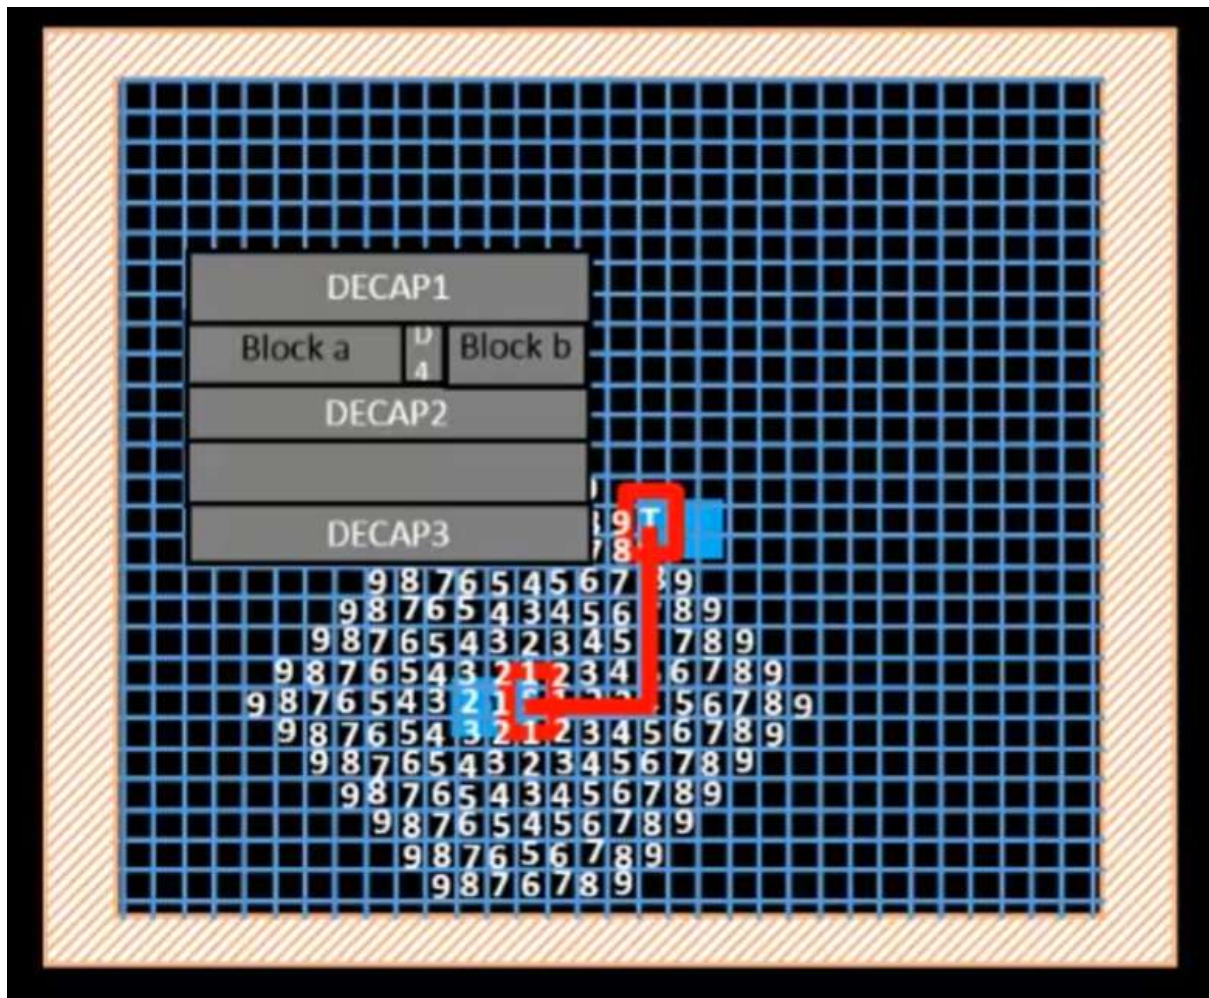 DECAP1
Block a D 4 Block b
DECAP2
DECAP3
9 T
7 8
9 8 7 6 5 4 5 6 7 9
9 8 7 6 5 4 3 4 5 6 8 9
9 8 7 6 5 4 3 2 3 4 5 7 8 9
9 8 7 6 5 4 3 2 1 2 3 4 6 7 8 9
9 8 7 6 5 4 3 2 1 5 6 7 8 9
9 8 7 6 5 4 3 2 1 2 3 4 5 6 7 8 9
9 8 7 6 5 4 3 2 3 4 5 6 7 8 9
9 8 7 6 5 4 3 4 5 6 7 8 9
9 8 7 6 5 4 5 6 7 8 9
9 8 7 6 5 6 7 8 9
9 8 7 6 7 8 9